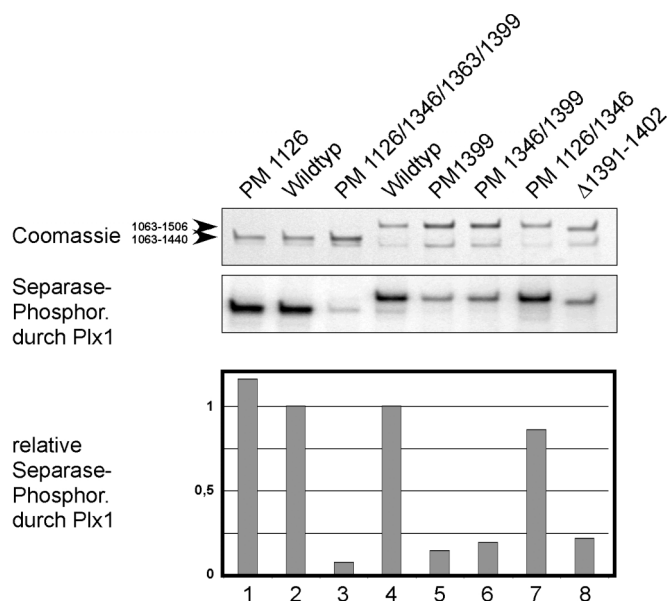 PM 1126
Wildtyp
PM 1126/1346/1363/1399
Wildtyp
PM1399
PM 1346/1399
PM 1126/1346
Δ1391-1402
Coomassie
1063-1506
1063-1440
Separase-
Phosphor.
durch Plx1
relative
Separase-
Phosphor.
durch Plx1
1
0,5
0
1 2 3 4 5 6 7 8